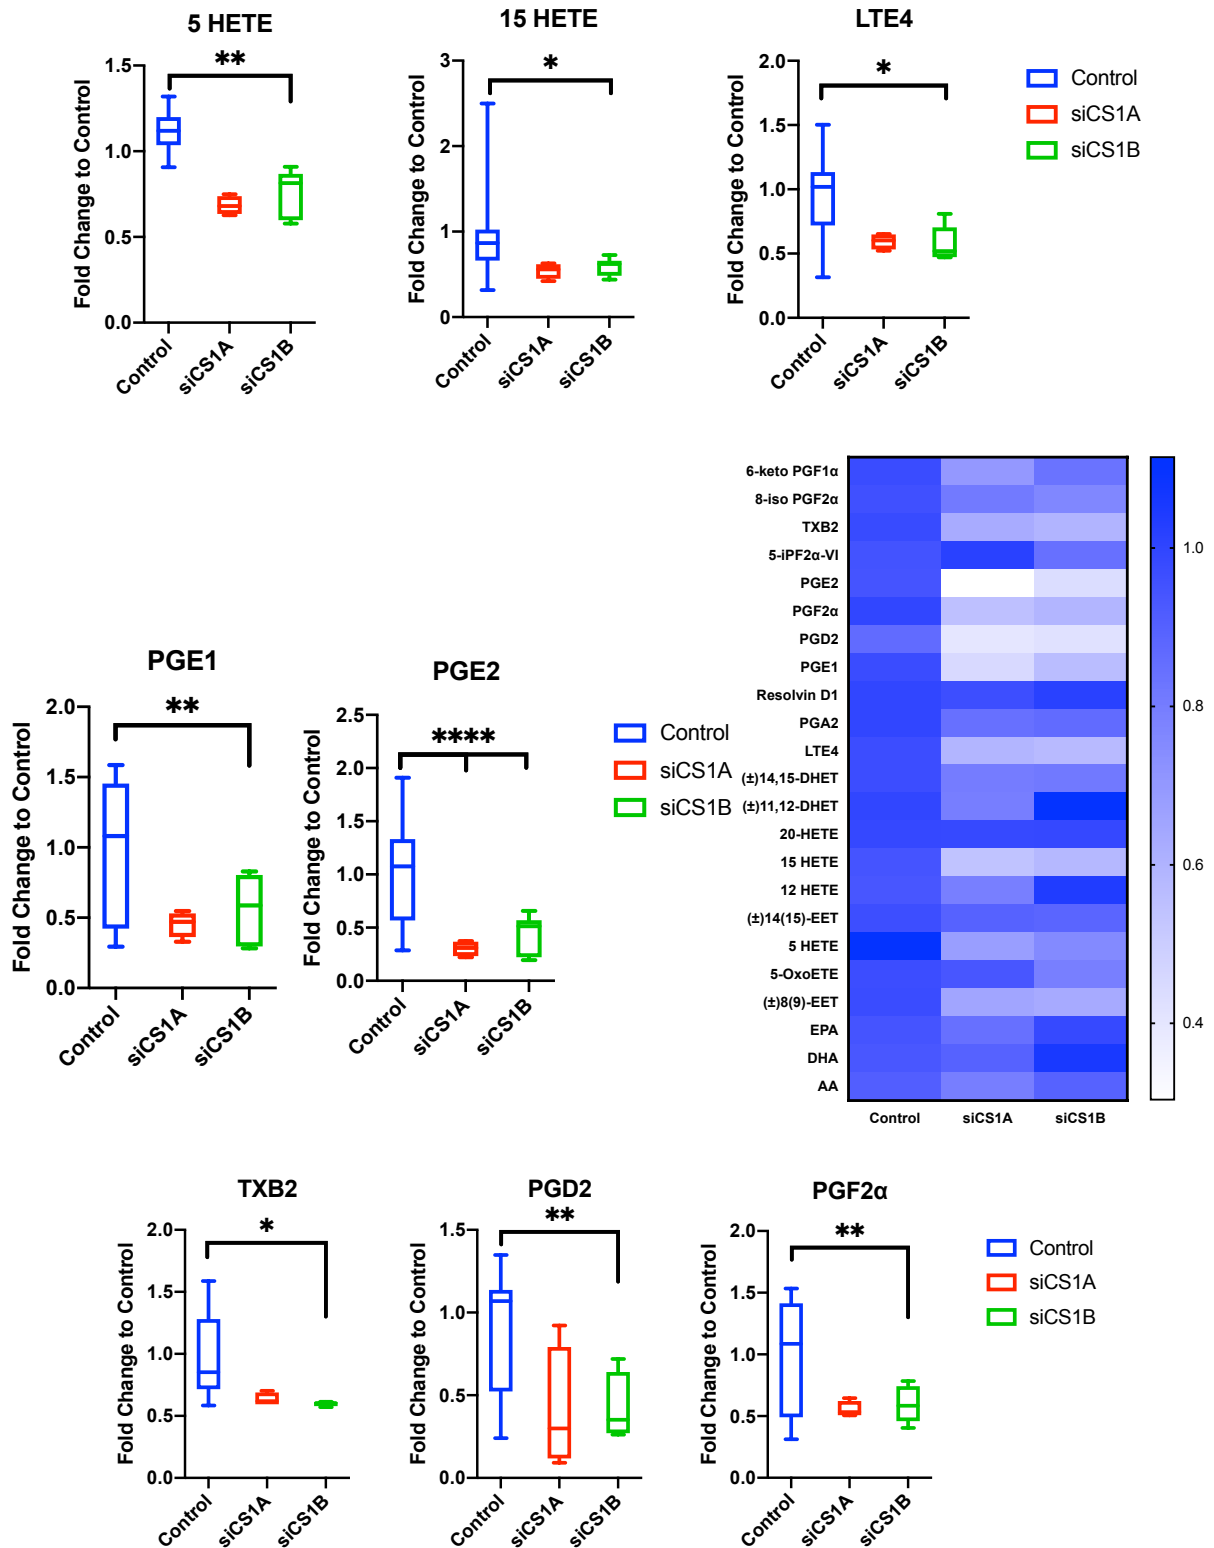 5 HETE
**
Fold Change to Control
1.5
1.0
0.5
0.0
Control
siCS1A
siCS1B
15 HETE
*
Fold Change to Control
3
2
1
0
Control
siCS1A
siCS1B
LTE4
*
Fold Change to Control
2.0
1.5
1.0
0.5
0.0
Control
siCS1A
siCS1B
Control
siCS1A
siCS1B
PGE1
**
Fold Change to Control
2.0
1.5
1.0
0.5
0.0
Control
siCS1A
siCS1B
PGE2
****
Fold Change to Control
2.5
2.0
1.5
1.0
0.5
0.0
Control
siCS1A
siCS1B
Control
siCS1A
siCS1B
6-keto PGF1α
8-iso PGF2α
TXB2
5-iPF2α-VI
PGE2
PGF2α
PGD2
PGE1
Resolvin D1
PGA2
LTE4
(±)14,15-DHET
(±)11,12-DHET
20-HETE
15 HETE
12 HETE
(±)14(15)-EET
5 HETE
5-OxoETE
(±)8(9)-EET
EPA
DHA
AA
Control
siCS1A
siCS1B
1.0
0.8
0.6
0.4
TXB2
*
Fold Change to Control
2.0
1.5
1.0
0.5
0.0
Control
siCS1A
siCS1B
PGD2
**
Fold Change to Control
1.5
1.0
0.5
0.0
Control
siCS1A
siCS1B
PGF2α
**
Fold Change to Control
2.0
1.5
1.0
0.5
0.0
Control
siCS1A
siCS1B
Control
siCS1A
siCS1B